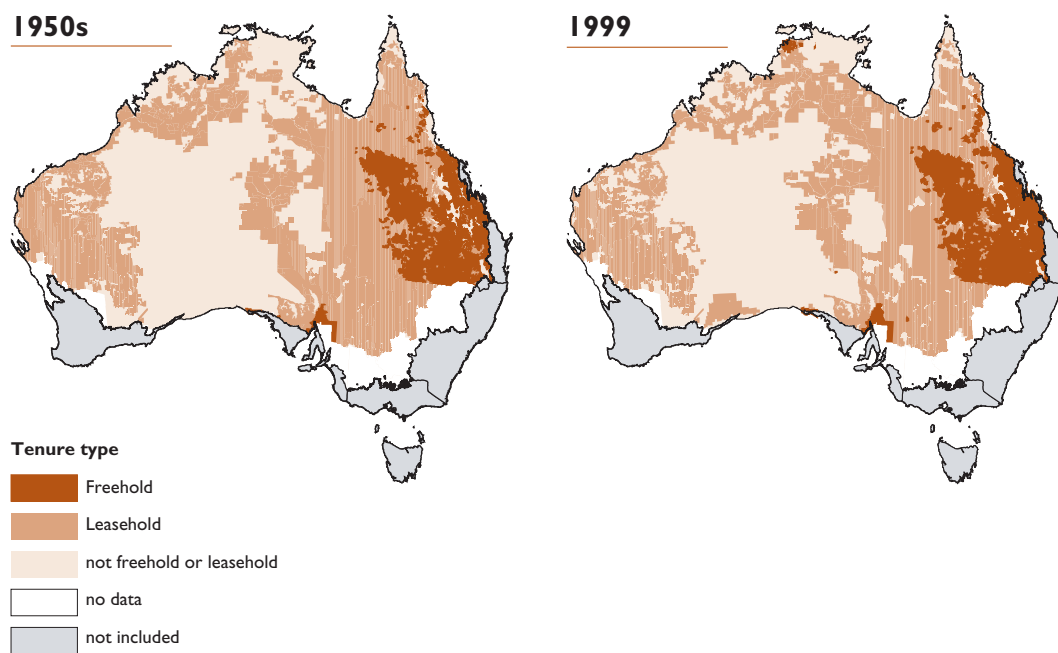 1950s
1999
Tenure type
Freehold
Leasehold
not freehold or leasehold
no data
not included